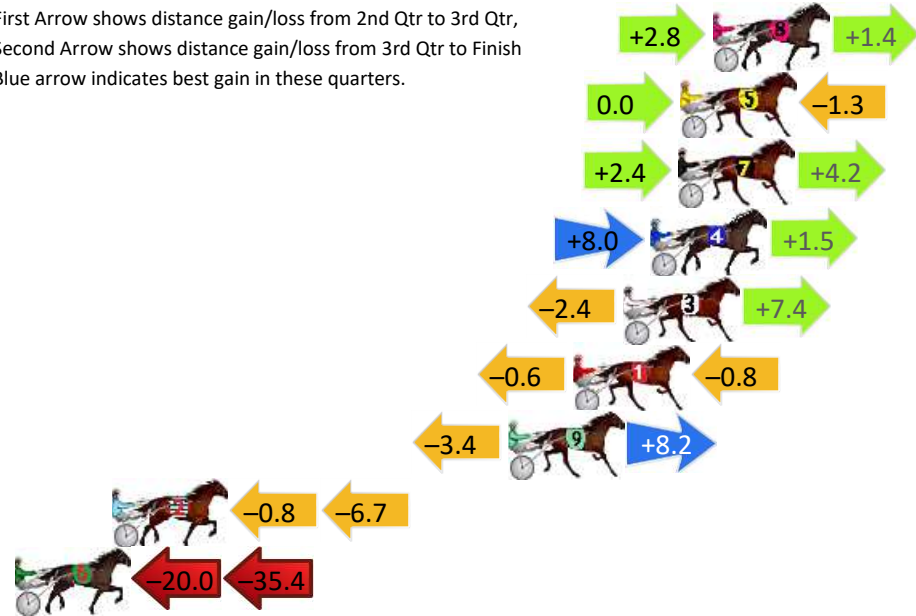 First Arrow shows distance gain/loss from 2nd Qtr to 3rd Qtr,
Second Arrow shows distance gain/loss from 3rd Qtr to Finish
Blue arrow indicates best gain in these quarters.
+2.8 8 +1.4
0.0 5 –1.3
+2.4 7 +4.2
+8.0 4 +1.5
–2.4 3 +7.4
–0.6 1 –0.8
–3.4 9 +8.2
2 –0.8 –6.7
6 –20.0 –35.4